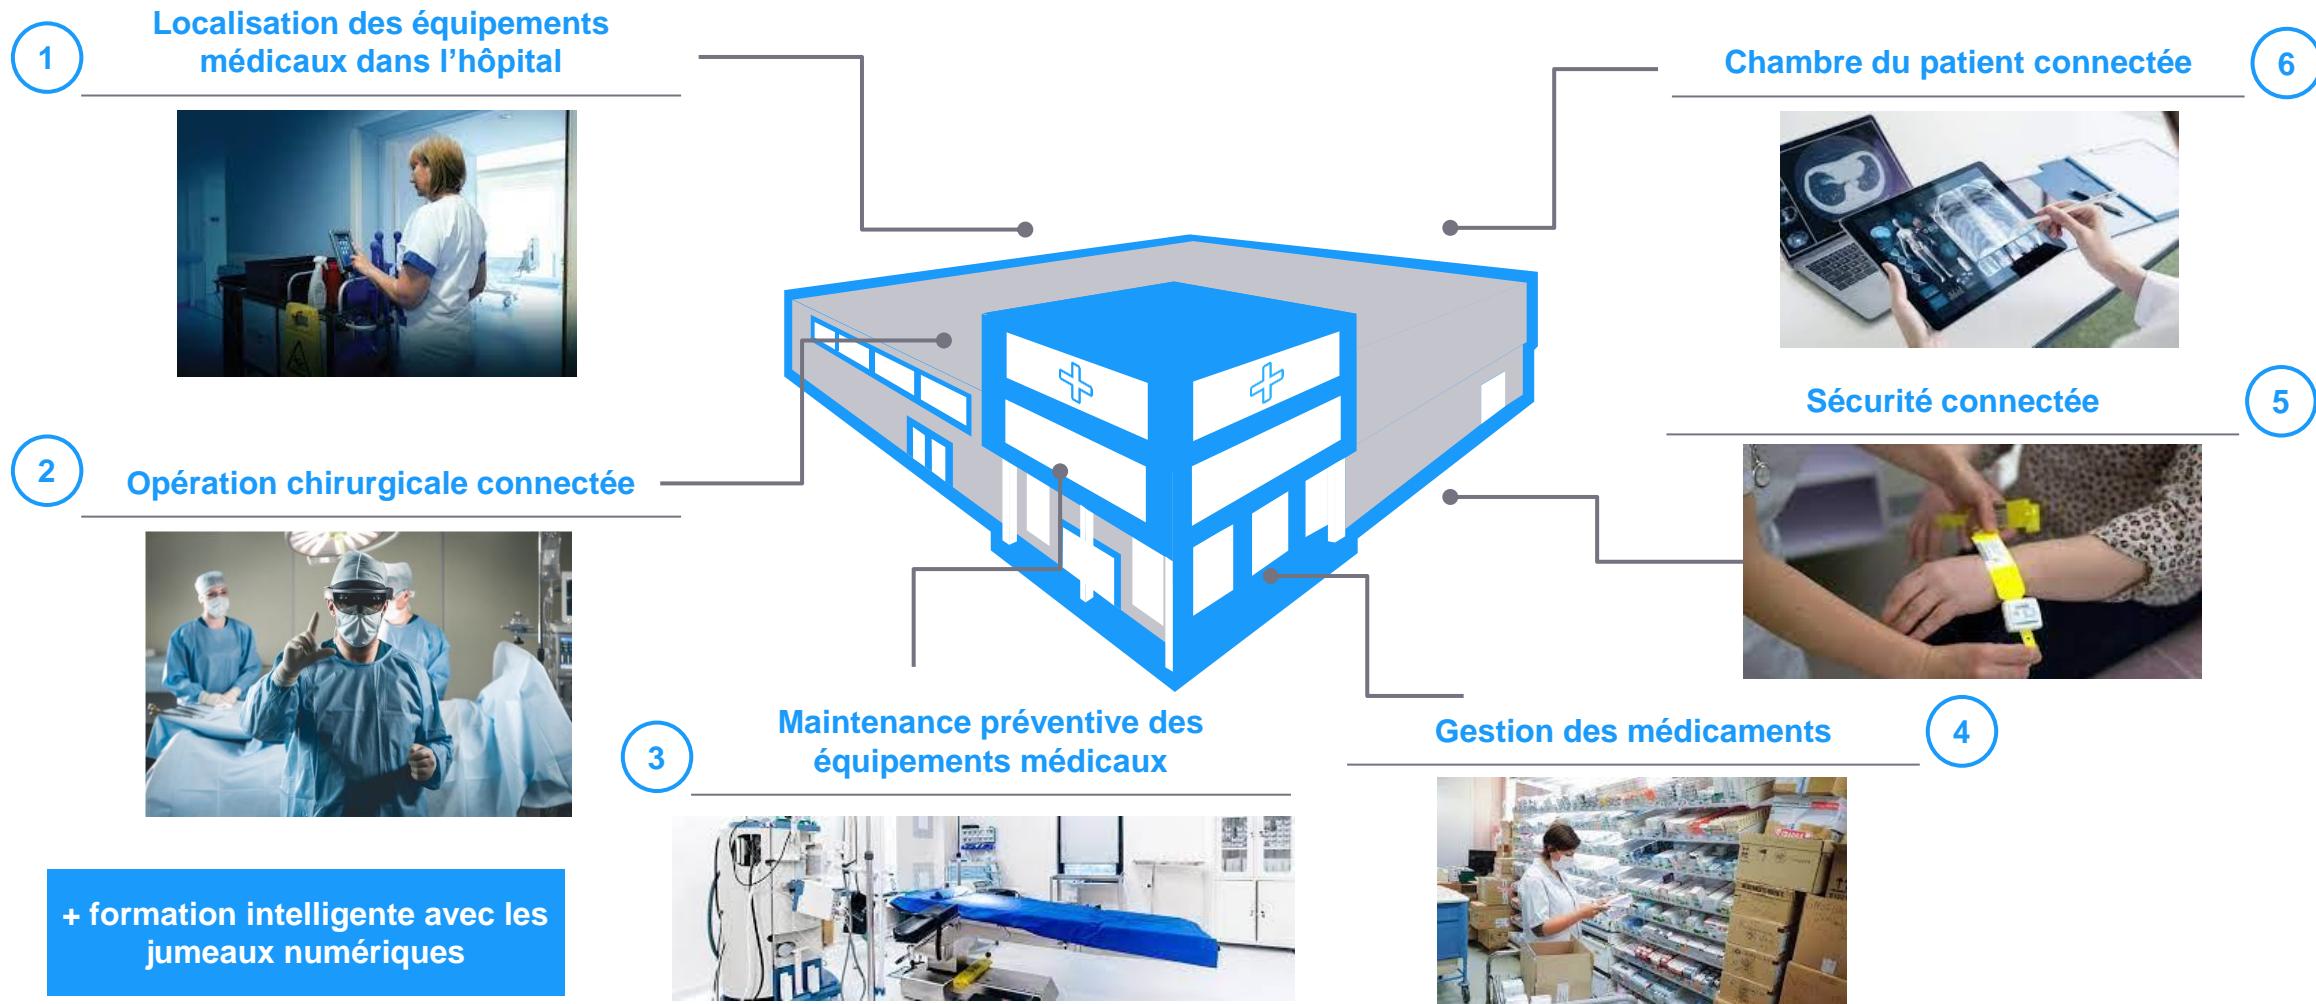 1
Localisation des équipements
médicaux dans l’hôpital
2
Opération chirurgicale connectée
+ formation intelligente avec les
jumeaux numériques
3
Maintenance préventive des
équipements médicaux
Gestion des médicaments
4
Sécurité connectée
5
Chambre du patient connectée
6